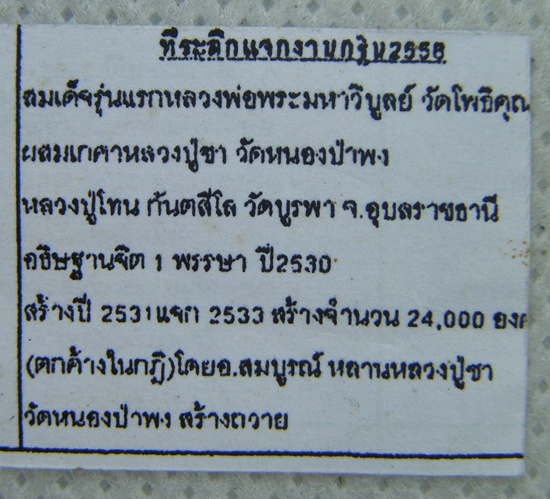 ที่ระลึกแจกงานกฐิน2556
สมเด็จรุ่นแรกหลวงพ่อพระมหาวิบูลย์ วัดโพธิคุณ
ผสมเกศาหลวงปู่ชา วัดหนองป่าพง
หลวงปู่โทน กันตสีโล วัดบูรพา จ.อุบลราชธานี
อธิษฐานจิต 1 พรรษา ปี2530
สร้างปี 2531แจก 2533 สร้างจำนวน 24,000 องค
(ตกค้างในกุฏิ)โดยอ.สมบูรณ์ หลานหลวงปู่ชา
วัดหนองป่าพง สร้างถวาย